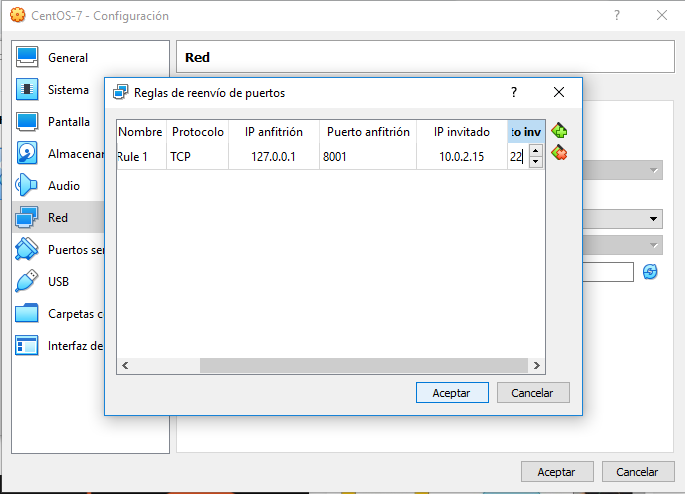 CentOS-7 - Configuración
General
Sistema
Pantalla
Almacenar
Audio
Red
Puertos se
USB
Carpetas c
Interfaz de
Red
Reglas de reenvío de puertos
Nombre Protocolo IP anfitrión Puerto anfitrión IP invitado to inv
Rule 1 TCP 127.0.0.1 8001 10.0.2.15 22
Aceptar Cancelar
Aceptar Cancelar